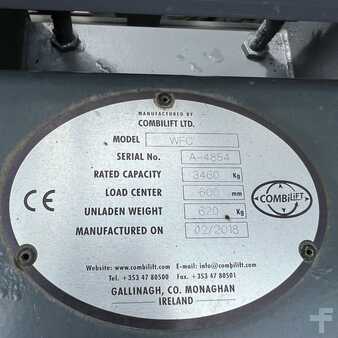 MANUFACTURED BY
COMBILIFT LTD.
MODEL WFC
SERIAL No. A-4854
RATED CAPACITY 3460 Kg
LOAD CENTER 600 mm
UNLADEN WEIGHT 620 Kg
MANUFACTURED ON 02/2018
CE
COMBiLIFT
Website: www.combilift.com E-mail: info@combilift.com
Tel. +353 47 80500 Fax. +353 47 80501
GALLINAGH, CO. MONAGHAN
IRELAND